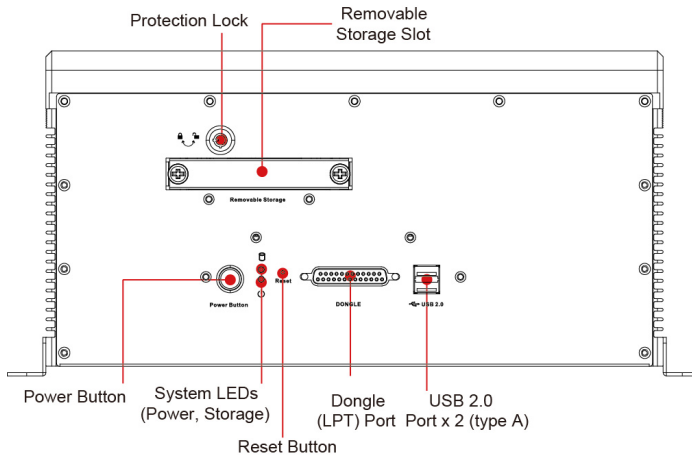 Protection Lock
Removable
Storage Slot
Removable Storage
Reset
Power Button
DONGLE
USB 2.0
Power Button
System LEDs
(Power, Storage)
Reset Button
Dongle
(LPT) Port
USB 2.0
Port x 2 (type A)